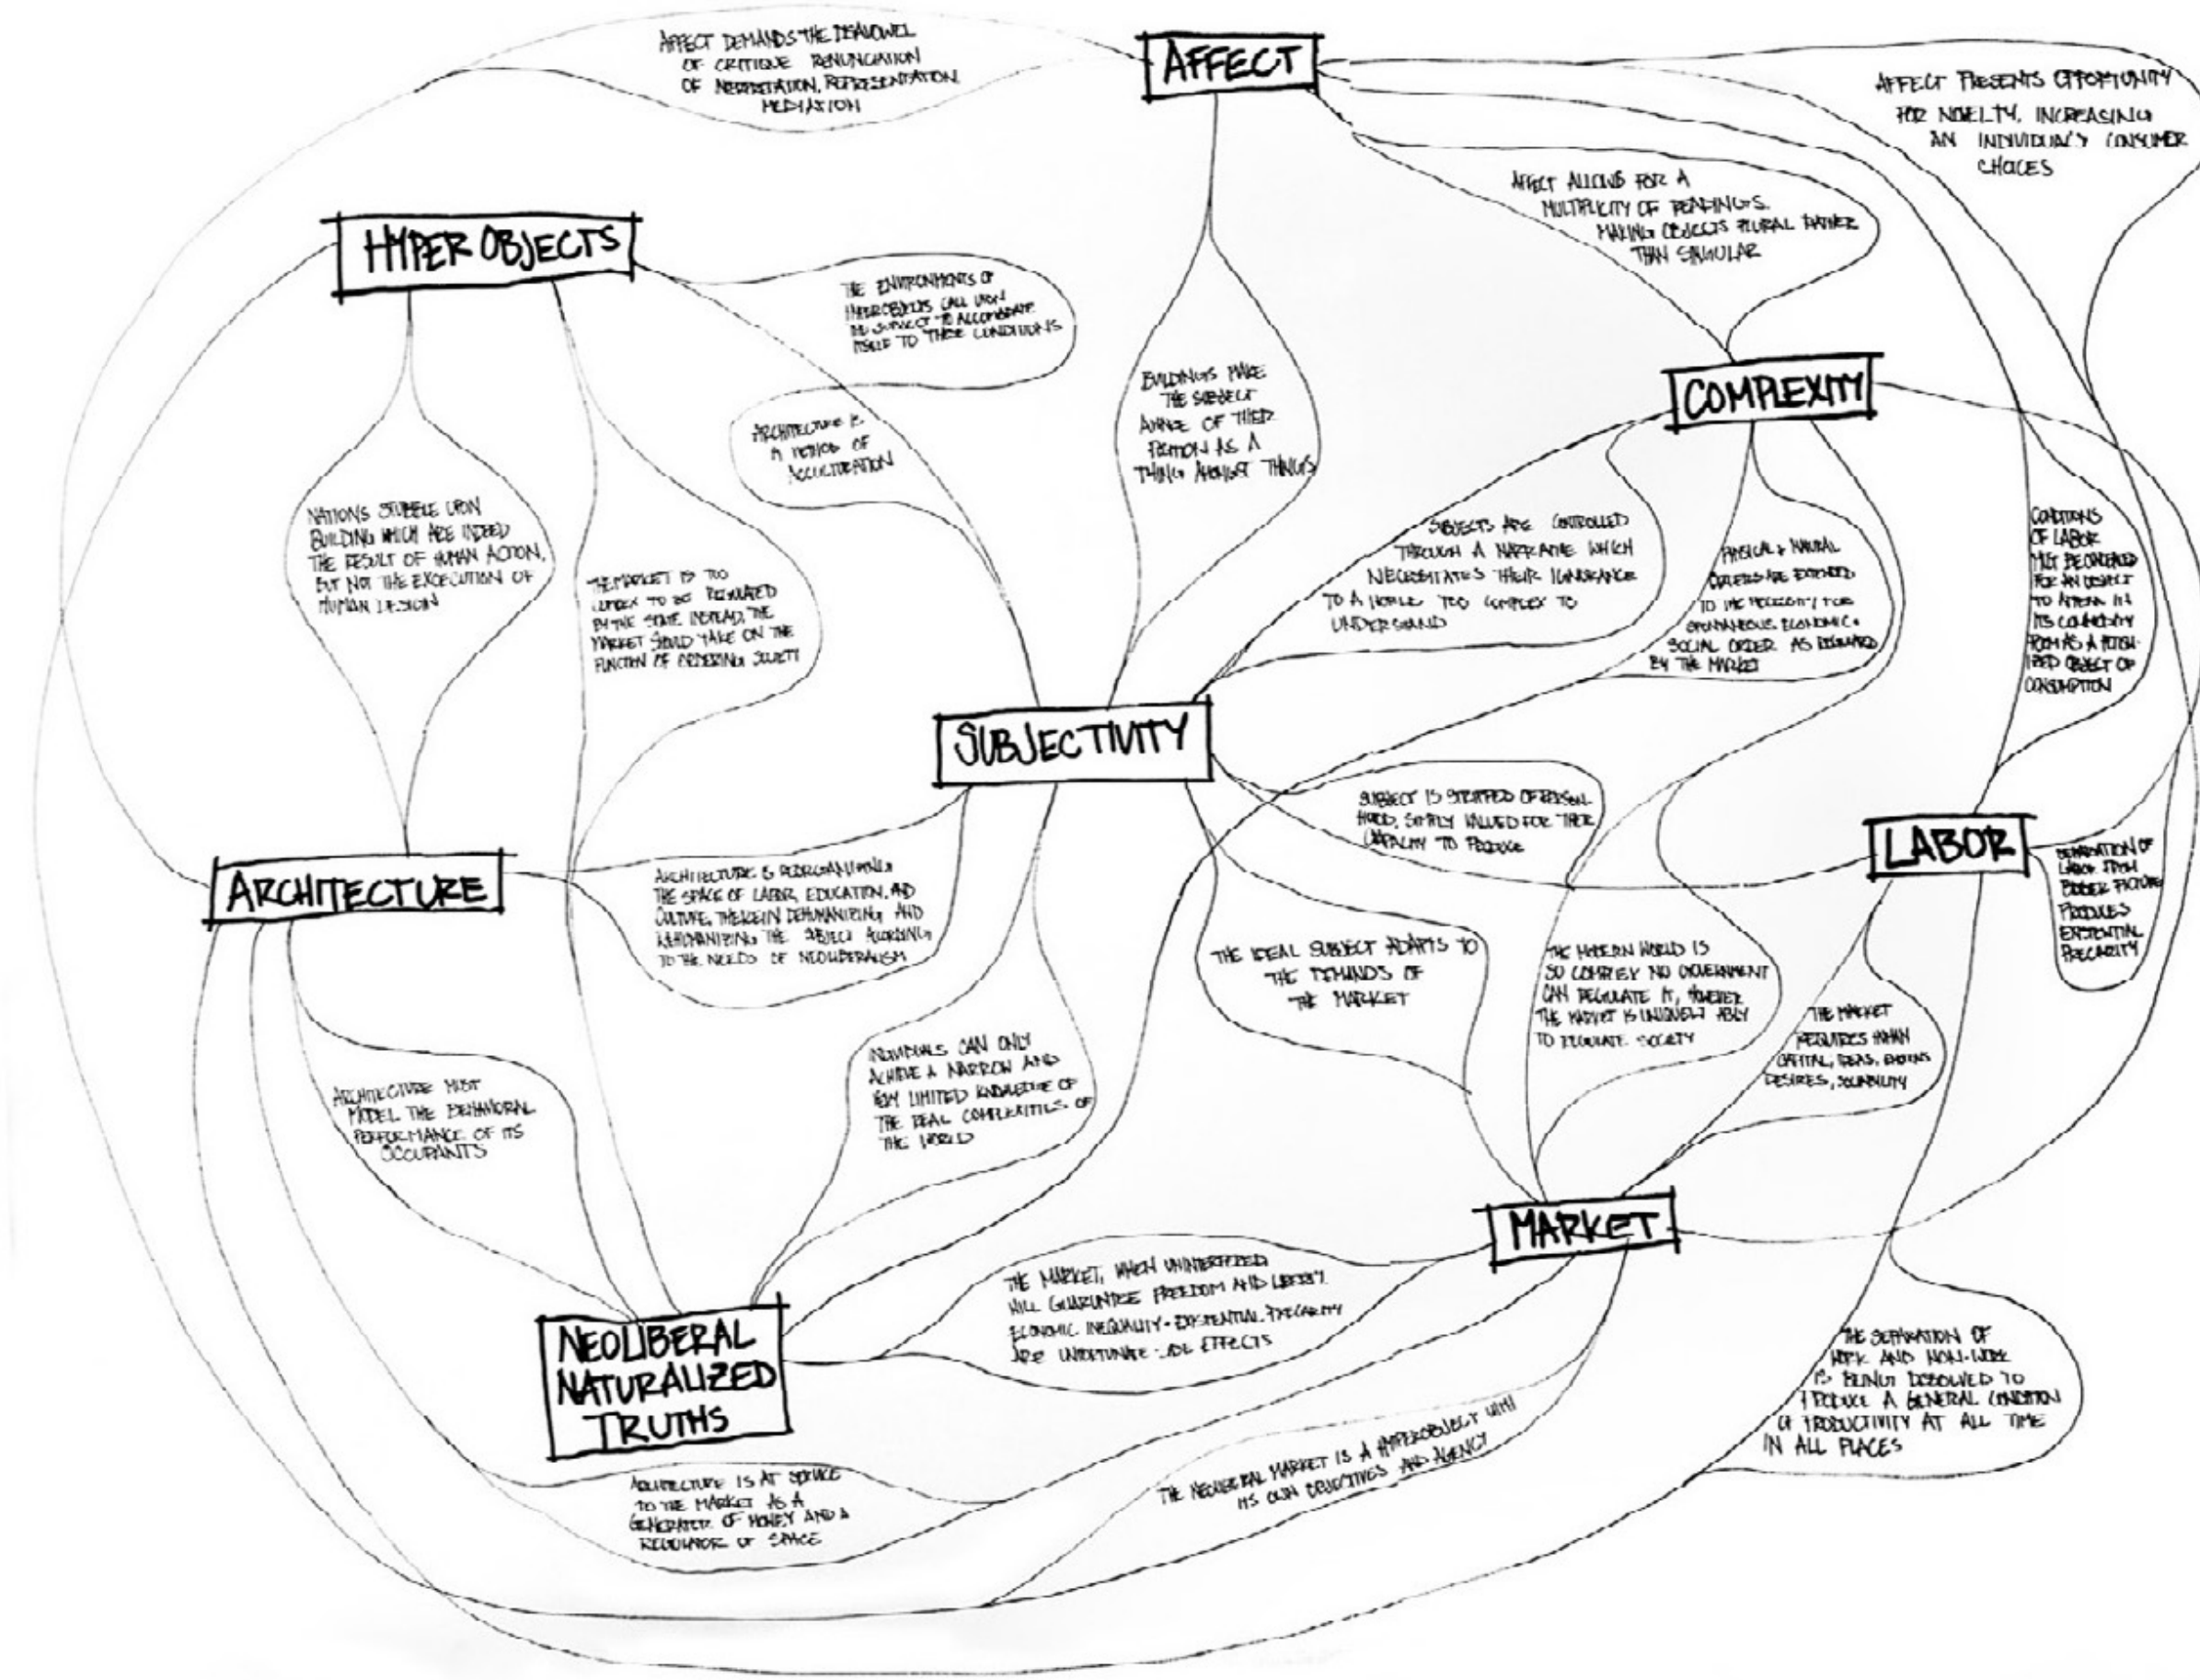 AFFECT DEMANDS THE DISAVOWEL
OF CRITIQUE RENUNCIATION
OF REPRESENTATION,
MEDIATION
AFFECT
AFFECT PRESENTS OPPORTUNITY
FOR NOVELTY, INCREASING
AN INDIVIDUAL'S CONSUMER
CHOICES
AFFECT ALLOWS FOR A
MULTIPLICITY OF READINGS.
MAKING OBJECTS PLURAL RATHER
THAN SINGULAR
HYPEROBJECTS
THE ENVIRONMENTS OF
HYPEROBJECTS CALL UPON
THE SUBJECT TO ACCOMODATE
ITSELF TO THESE CONDITIONS
BUILDINGS MAKE
THE SUBJECT
AWARE OF THEIR
POSITION AS A
THING AMONGST THINGS
COMPLEXITY
ARCHITECTURE IS
A METHOD OF
ACCULTURATION
NATIONS STUMBLE UPON
BUILDING WHICH ARE INDEED
THE RESULT OF HUMAN ACTION,
BUT NOT THE EXCECUTION OF
HUMAN DESIGN
THE MARKET IS TOO
COMPLEX TO BE REGULATED
BY THE STATE INSTEAD, THE
MARKET SHOULD TAKE ON THE
FUNCTION OF ORDERING SOCIETY
SUBJECTS ARE CONTROLLED
THROUGH A NARRATIVE WHICH
NECESSITATES THEIR IGNORANCE
TO A WORLD TOO COMPLEX TO
UNDERSTAND
PHYSICAL & NATURAL
ORDERS ARE EXTENDED
TO THE NECESSITY FOR
SPONTANEOUS ECONOMIC &
SOCIAL ORDER AS REQUIRED
BY THE MARKET
CONDITIONS
OF LABOR
MUST BE CONCEALED
FOR AN OBJECT
TO ATTAIN
ITS COMMODITY
FORM AS A FETISH-
IZED OBJECT OF
CONSUMPTION
SUBJECTIVITY
SUBJECT IS STRIPPED OF PERSON-
HOOD, SIMPLY VALUED FOR THEIR
CAPACITY TO PRODUCE
LABOR
SEPARATION OF
LABOR FROM
BIGGER PICTURE
PRODUCES
EXISTENTIAL
PRECARITY
ARCHITECTURE
ARCHITECTURE IS REORGANIZING
THE SPACE OF LABOR, EDUCATION, AND
CULTURE, THEREIN DEHUMANIZING AND
REHUMANIZING THE SUBJECT ACCORDING
TO THE NEEDS OF NEOLIBERALISM
THE IDEAL SUBJECT ADAPTS TO
THE DEMANDS OF
THE MARKET
THE MODERN WORLD IS
SO COMPLEX NO GOVERNMENT
CAN REGULATE IT, HOWEVER
THE MARKET IS UNIQUELY ABLY
TO REGULATE SOCIETY
THE MARKET
REQUIRES HUMAN
CAPITAL, IDEAS, EMOTIONS
DESIRES, SOCIABILITY
ARCHITECTURE MUST
MODEL THE BEHAVIORAL
PERFORMANCE OF ITS
OCCUPANTS
INDIVIDUALS CAN ONLY
ACHIEVE A NARROW AND
LIMITED KNOWLEDGE OF
THE REAL COMPLEXITIES OF
THE WORLD
MARKET
THE MARKET, WHEN
WILL GUARUNTEE FREEDOM AND LIBERTY.
ECONOMIC INEQUALITY + EXISTENTIAL PRECARITY
ARE UNFORTUNATE SIDE EFFECTS
NEOLIBERAL
NATURALIZED
TRUTHS
THE SEPARATION OF
WORK AND NON-WORK
IS BEING DISSOLVED TO
PRODUCE A GENERAL CONDITION
OF PRODUCTIVITY AT ALL TIME
IN ALL PLACES
THE NEOLIBERAL MARKET IS A HYPEROBJECT WITH
ITS OWN OBJECTIVES AND AGENCY
ARCHITECTURE IS AT SERVICE
TO THE MARKET AS A
GENERATER OF MONEY AND A
REGULATOR OF SPACE